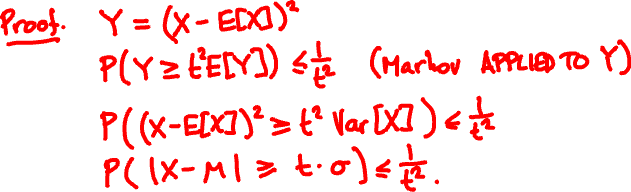 Proof. Y = (X - E[X])²
P(Y ≥ t²E[Y]) ≤ 1/t² (Markov APPLIED TO Y)
P((X-E[X])² ≥ t² Var[X]) ≤ 1/t²
P(|X-M| ≥ t·σ) ≤ 1/t².